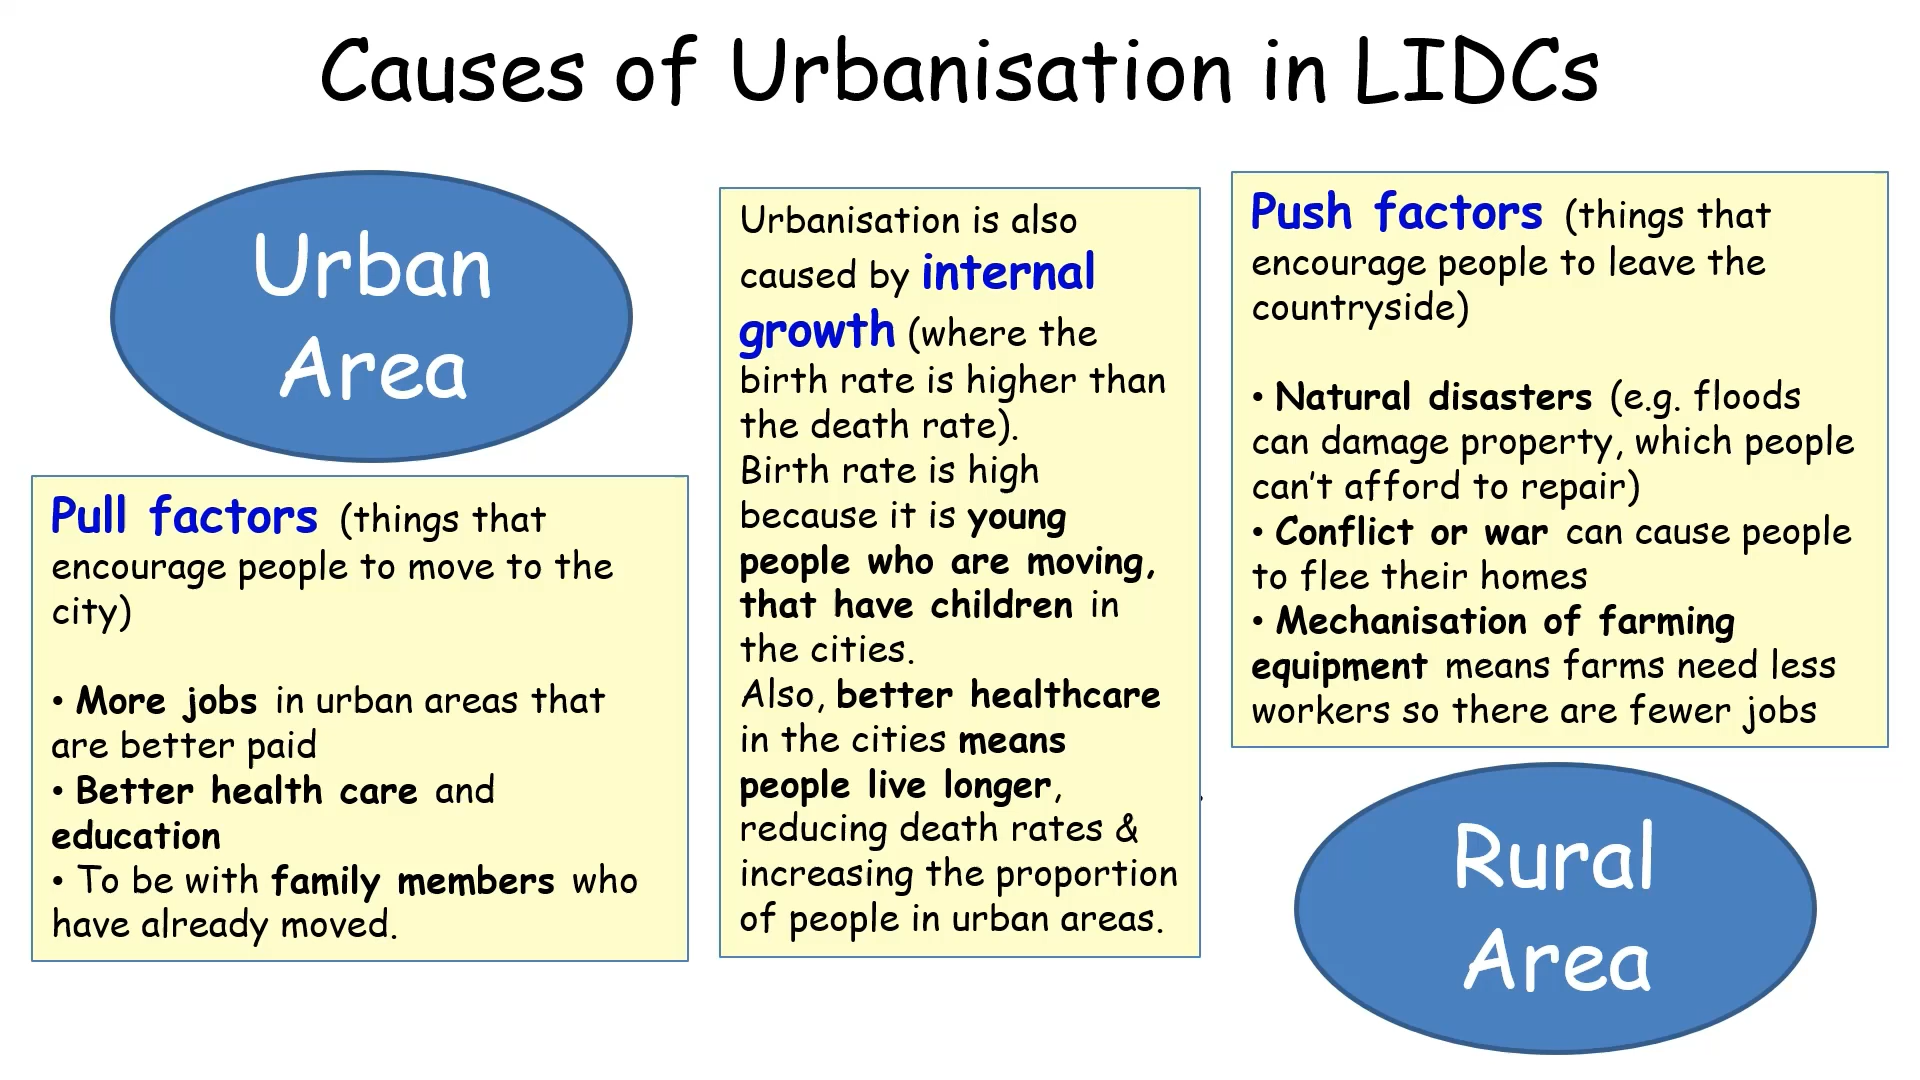 Causes of Urbanisation in LIDCs
Urban
Area
Pull factors (things that
encourage people to move to the
city)
• More jobs in urban areas that
are better paid
• Better health care and
education
• To be with family members who
have already moved.
Urbanisation is also
caused by internal
growth (where the
birth rate is higher than
the death rate).
Birth rate is high
because it is young
people who are moving,
that have children in
the cities.
Also, better healthcare
in the cities means
people live longer,
reducing death rates &
increasing the proportion
of people in urban areas.
Push factors (things that
encourage people to leave the
countryside)
• Natural disasters (e.g. floods
can damage property, which people
can't afford to repair)
• Conflict or war can cause people
to flee their homes
• Mechanisation of farming
equipment means farms need less
workers so there are fewer jobs
Rural
Area